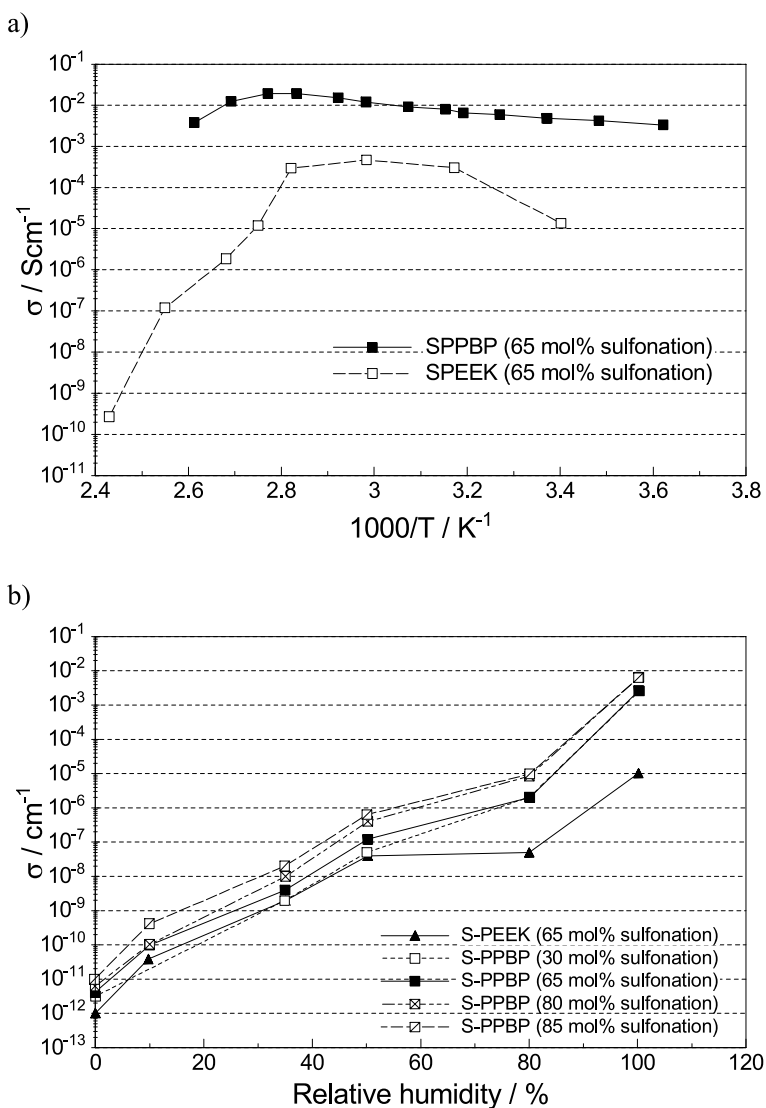 a)
10⁻¹
10⁻²
10⁻³
10⁻⁴
10⁻⁵
10⁻⁶
10⁻⁷
10⁻⁸
10⁻⁹
10⁻¹⁰
10⁻¹¹
σ / Scm⁻¹
SPPBP (65 mol% sulfonation)
SPEEK (65 mol% sulfonation)
2.4 2.6 2.8 3 3.2 3.4 3.6 3.8
1000/T / K⁻¹
b)
10⁻¹
10⁻²
10⁻³
10⁻⁴
10⁻⁵
10⁻⁶
10⁻⁷
10⁻⁸
10⁻⁹
10⁻¹⁰
10⁻¹¹
10⁻¹²
10⁻¹³
σ / cm⁻¹
S-PEEK (65 mol% sulfonation)
S-PPBP (30 mol% sulfonation)
S-PPBP (65 mol% sulfonation)
S-PPBP (80 mol% sulfonation)
S-PPBP (85 mol% sulfonation)
0 20 40 60 80 100 120
Relative humidity / %